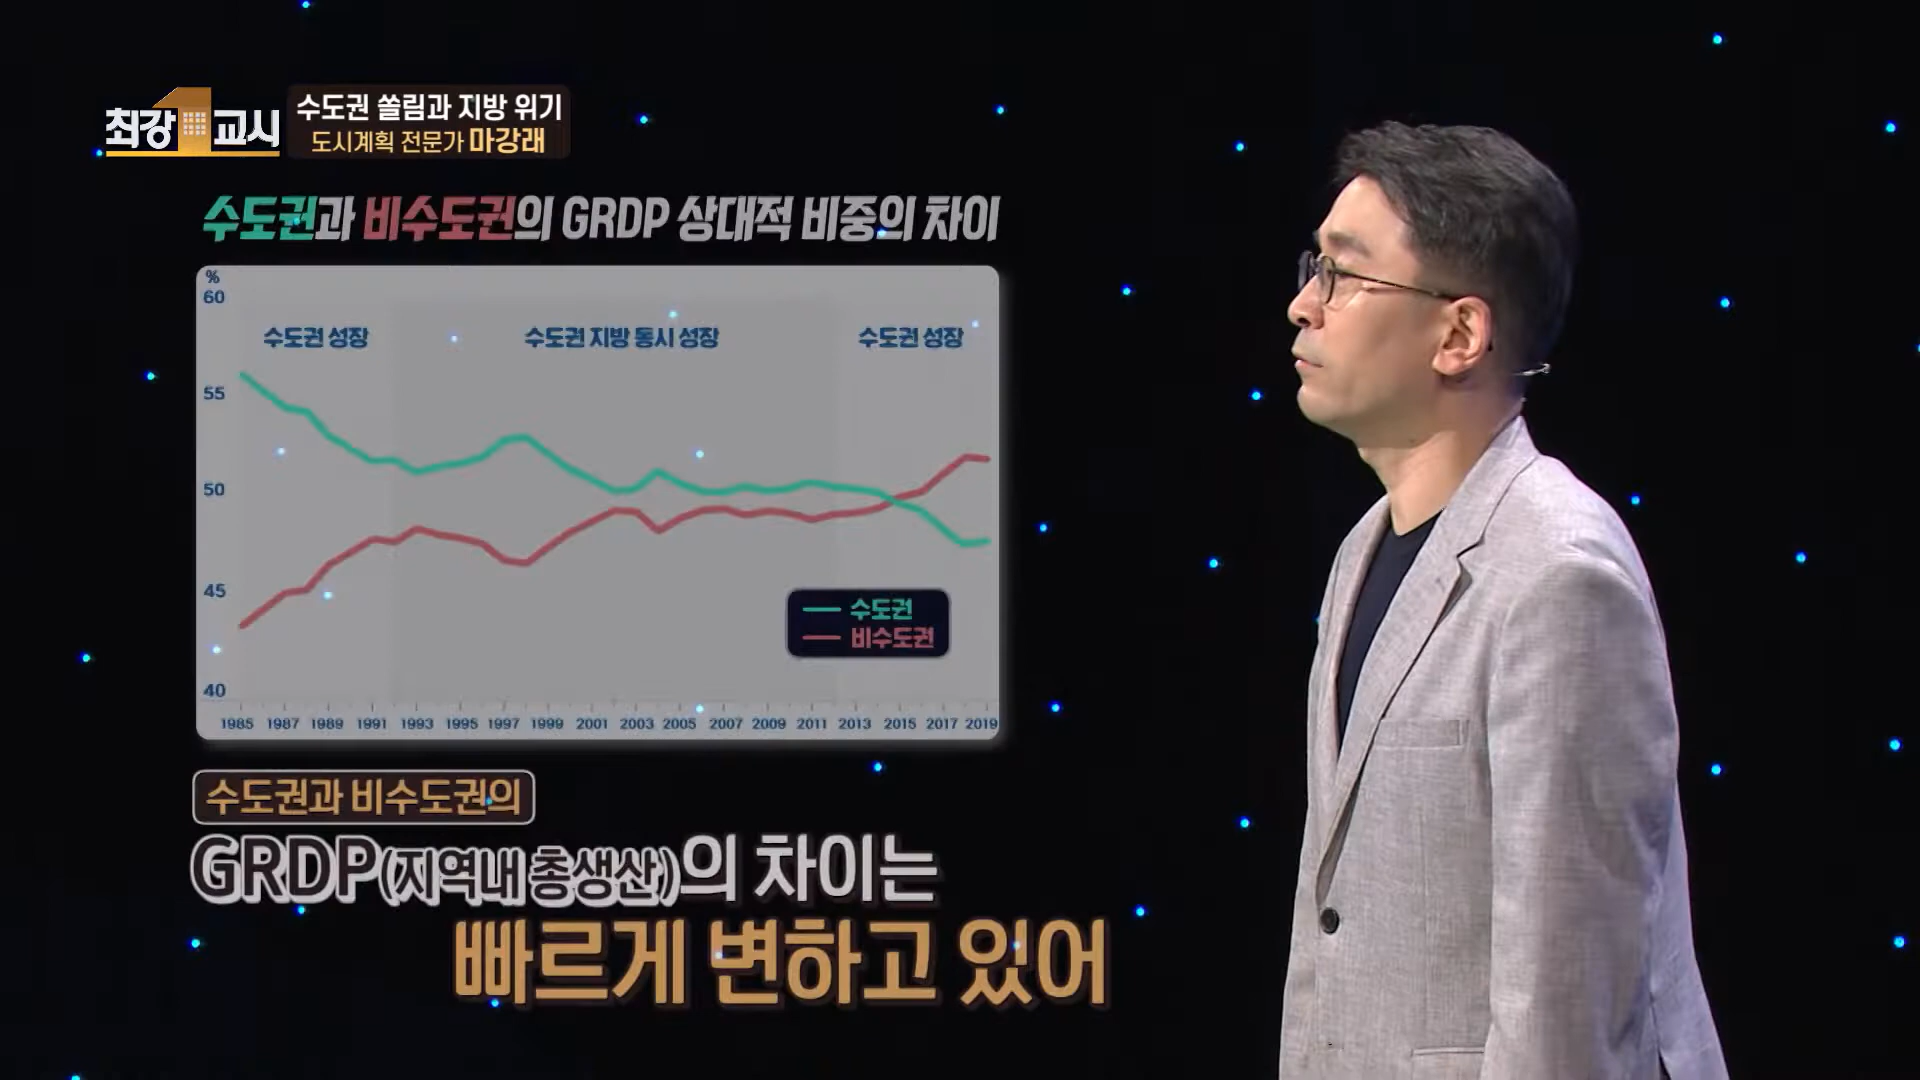 최강1교시
수도권 쏠림과 지방 위기
도시계획 전문가 마강래
수도권과 비수도권의 GRDP 상대적 비중의 차이
%
60
수도권 성장
수도권 지방 동시 성장
수도권 성장
55
50
45
수도권
비수도권
40
1985 1987 1989 1991 1993 1995 1997 1999 2001 2003 2005 2007 2009 2011 2013 2015 2017 2019
수도권과 비수도권의
GRDP(지역내 총생산)의 차이는
빠르게 변하고 있어